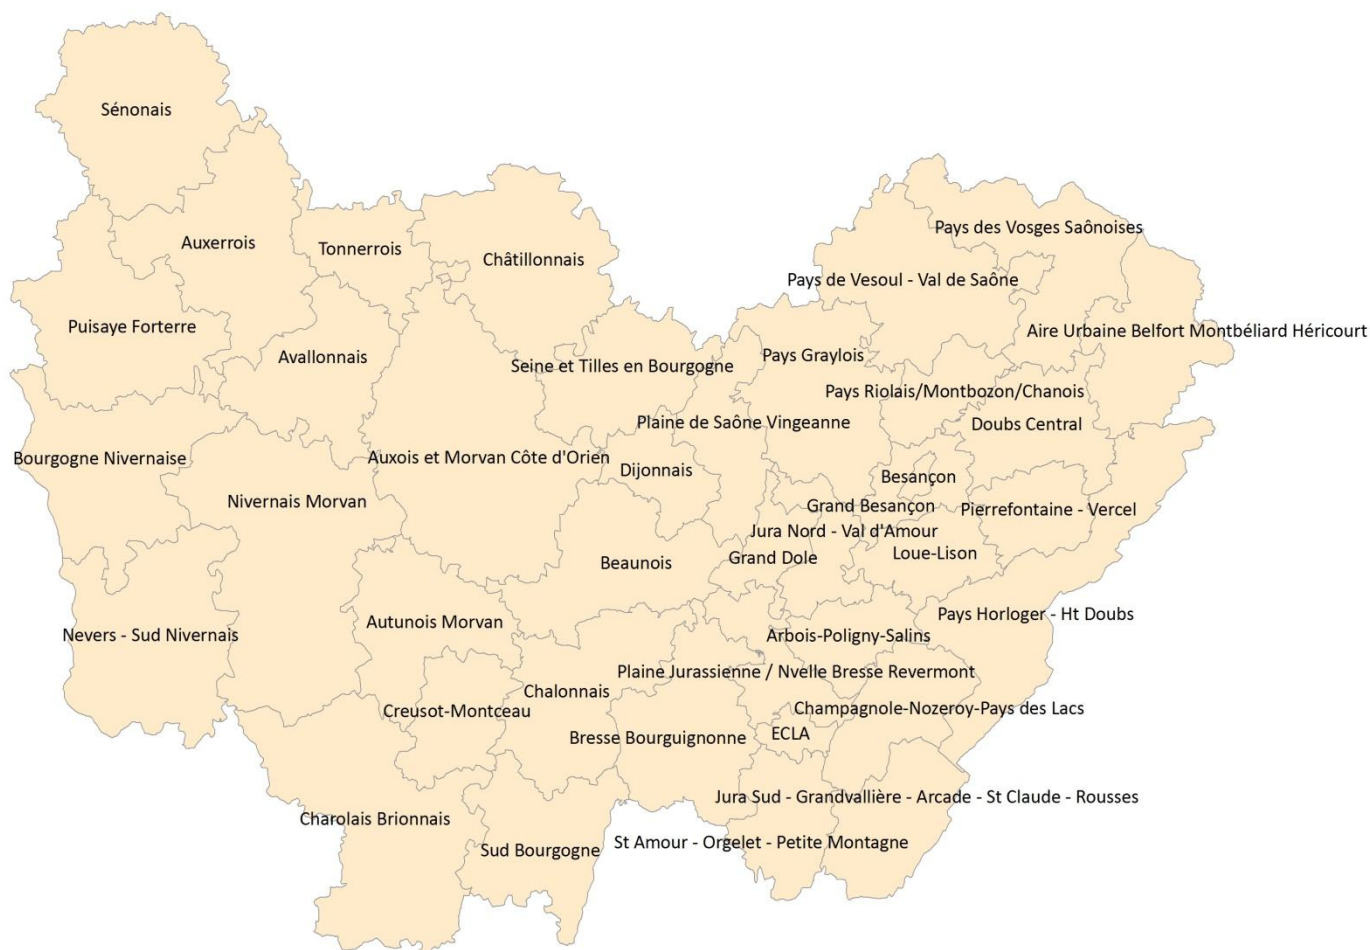 Sénonais
Pays des Vosges Saônoises
Auxerrois
Tonnerrois
Châtillonnais
Pays de Vesoul - Val de Saône
Puisaye Forterre
Aire Urbaine Belfort Montbéliard Héricourt
Avallonnais
Pays Graylois
Seine et Tilles en Bourgogne
Pays Riolais/Montbozon/Chanois
Plaine de Saône Vingeanne
Doubs Central
Bourgogne Nivernaise
Auxois et Morvan Côte d'Orien
Dijonnais
Besançon
Nivernais Morvan
Grand Besançon
Pierrefontaine - Vercel
Jura Nord - Val d'Amour
Loue-Lison
Grand Dole
Beaunois
Pays Horloger - Ht Doubs
Autunois Morvan
Nevers - Sud Nivernais
Arbois-Poligny-Salins
Plaine Jurassienne / Nvelle Bresse Revermont
Chalonnais
Creusot-Montceau
Champagnole-Nozeroy-Pays des Lacs
ECLA
Bresse Bourguignonne
Jura Sud - Grandvallière - Arcade - St Claude - Rousses
Charolais Brionnais
St Amour - Orgelet - Petite Montagne
Sud Bourgogne